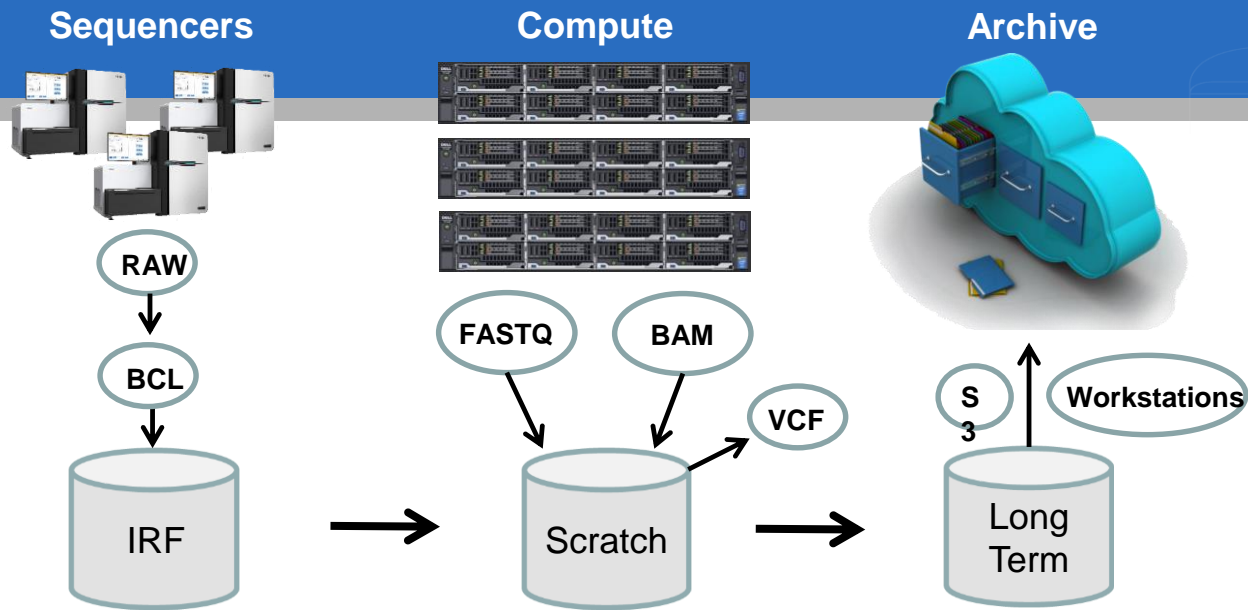 Sequencers
Compute
Archive
RAW
BCL
IRF
FASTQ
BAM
VCF
Scratch
S
3
Workstations
Long
Term